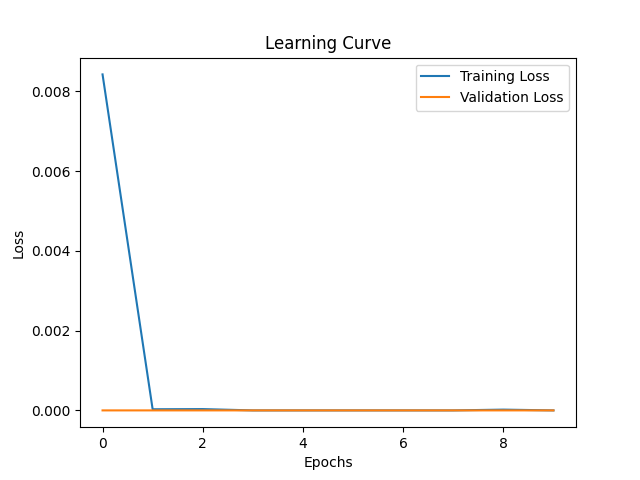 Learning Curve
Training Loss
Validation Loss
0.008
0.006
0.004
0.002
0.000
Loss
0 2 4 6 8
Epochs